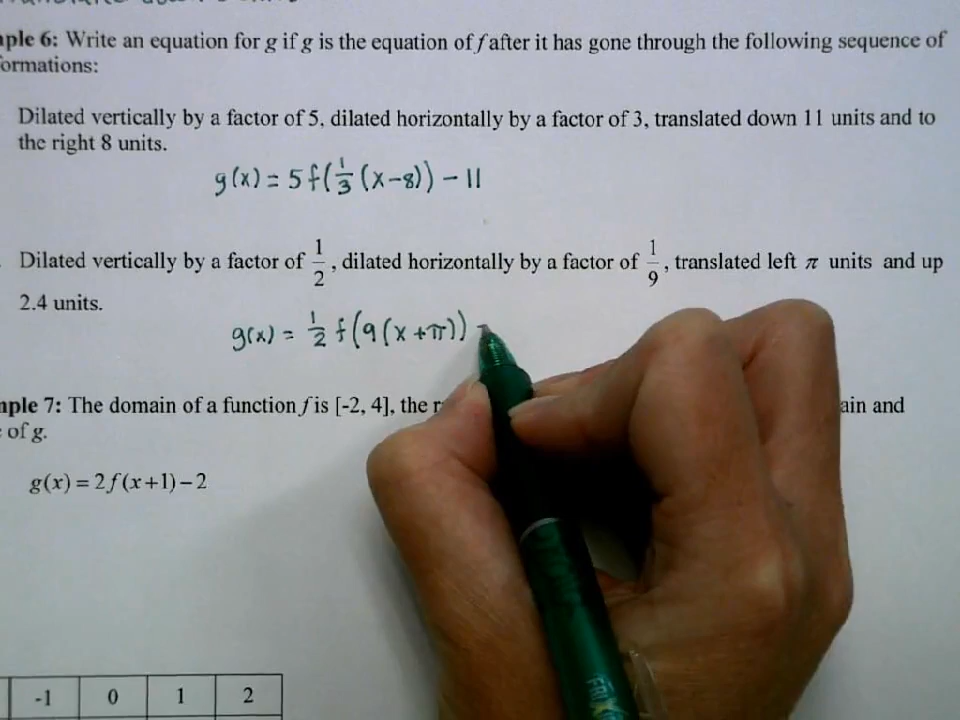 ple 6: Write an equation for g if g is the equation of f after it has gone through the following sequence of
ormations:
Dilated vertically by a factor of 5, dilated horizontally by a factor of 3, translated down 11 units and to
the right 8 units.
g(x) = 5f(1/3(x-8)) - 11
Dilated vertically by a factor of 1/2, dilated horizontally by a factor of 1/9, translated left π units and up
2.4 units.
g(x) = 1/2 f(9(x+π))
ple 7: The domain of a function f is [-2, 4], the r ain and
of g.
g(x) = 2f(x+1) - 2
-1 0 1 2